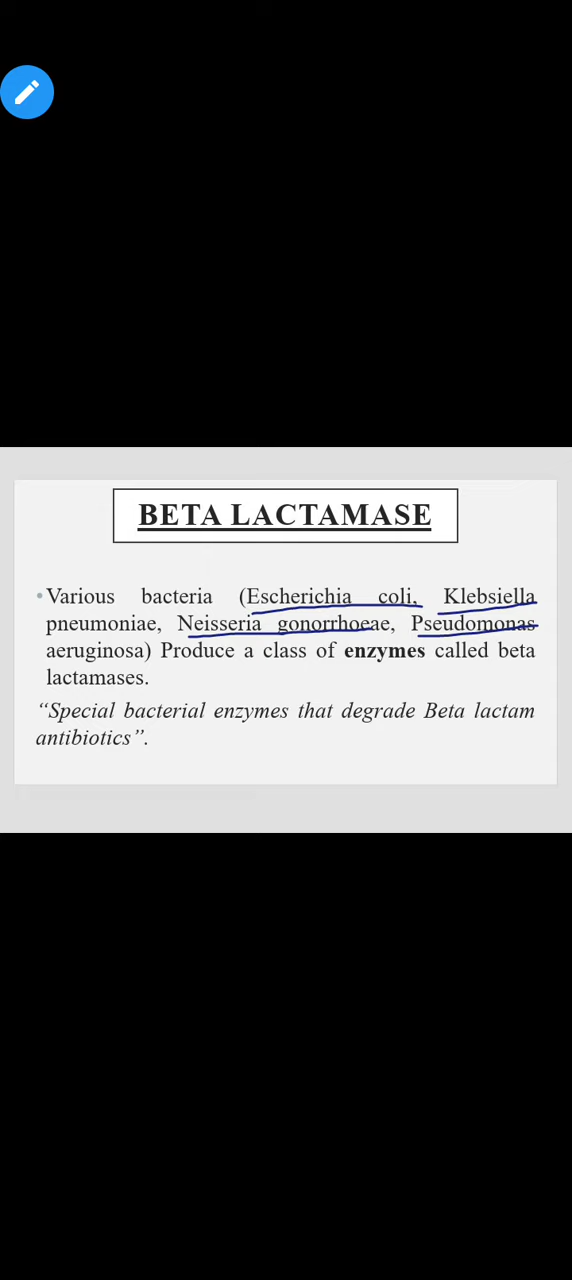 BETA LACTAMASE
•Various bacteria (Escherichia coli, Klebsiella
pneumoniae, Neisseria gonorrhoeae, Pseudomonas
aeruginosa) Produce a class of enzymes called beta
lactamases.
“Special bacterial enzymes that degrade Beta lactam
antibiotics”.